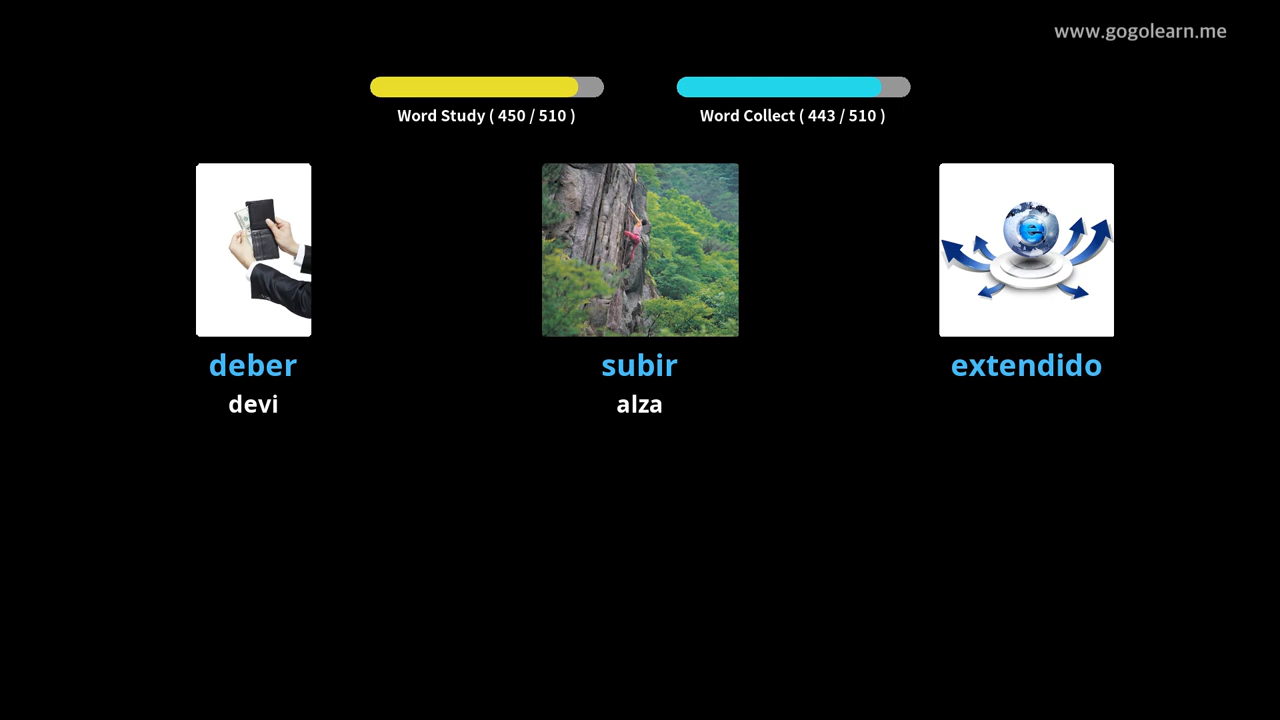 www.gogolearn.me
Word Study ( 450 / 510 )
Word Collect ( 443 / 510 )
deber
devi
subir
alza
extendido
e